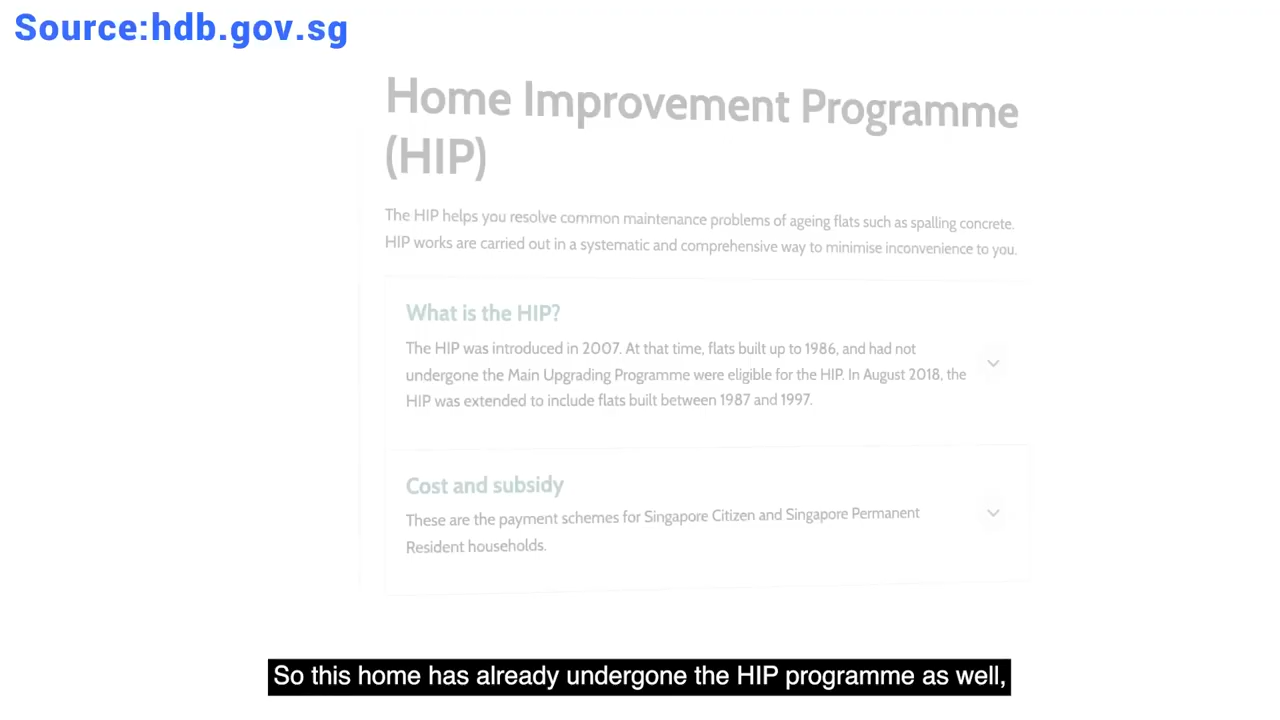 Source:hdb.gov.sg
Home Improvement Programme
(HIP)
The HIP helps you resolve common maintenance problems of ageing flats such as spalling concrete.
HIP works are carried out in a systematic and comprehensive way to minimise inconvenience to you.
What is the HIP?
The HIP was introduced in 2007. At that time, flats built up to 1986, and had not
undergone the Main Upgrading Programme were eligible for the HIP. In August 2018, the
HIP was extended to include flats built between 1987 and 1997.
Cost and subsidy
These are the payment schemes for Singapore Citizen and Singapore Permanent
Resident households.
So this home has already undergone the HIP programme as well,